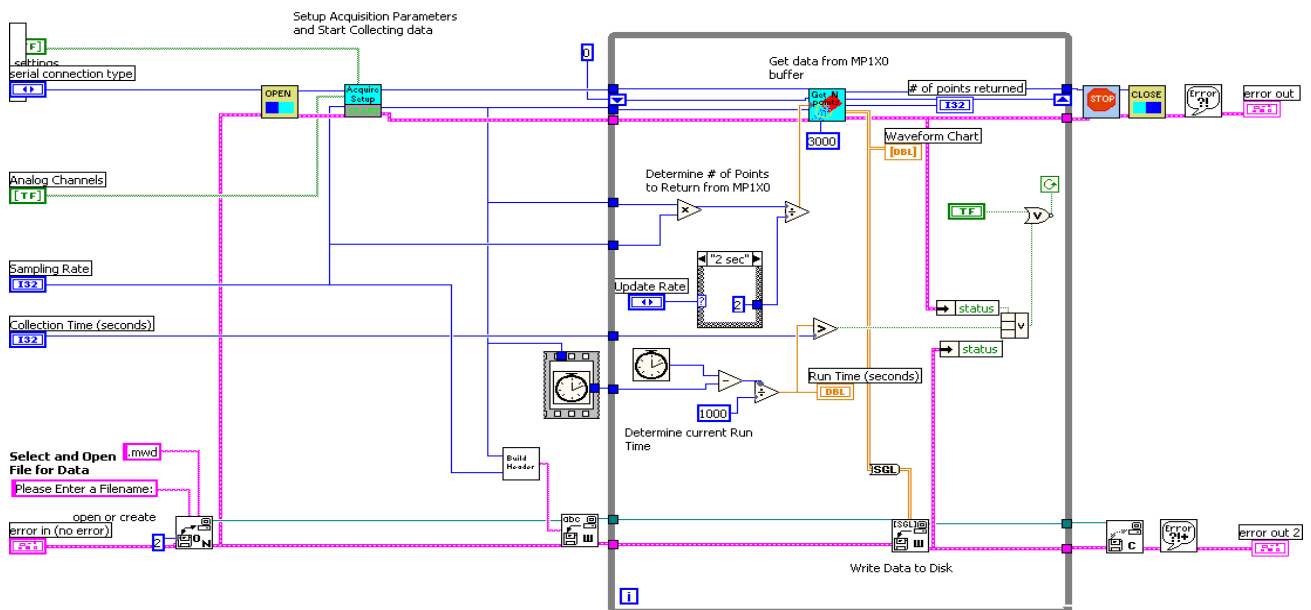 Setup Acquisition Parameters
and Start Collecting data
F]
settings
serial connection type
OPEN
Acquire
Setup
START
0
Get data from MP1X0
buffer
Get N
points
3000
# of points returned
I32
STOP
CLOSE
Error
?!
error out
Waveform Chart
[DBL]
Analog Channels
[TF]
Determine # of Points
to Return from MP1X0
x
÷
TF
V
"2 sec"
Sampling Rate
I32
Update Rate
?
2
status
V
Collection Time (seconds)
I32
>
status
Run Time (seconds)
DBL
-
÷
1000
Determine current Run
Time
Select and Open
File for Data
.mwd
Build
Header
SGL
Please Enter a Filename:
open or create
error in (no error)
2
O
N
abc
W
[SGL]
W
C
Error
?!+
error out 2
Write Data to Disk
i